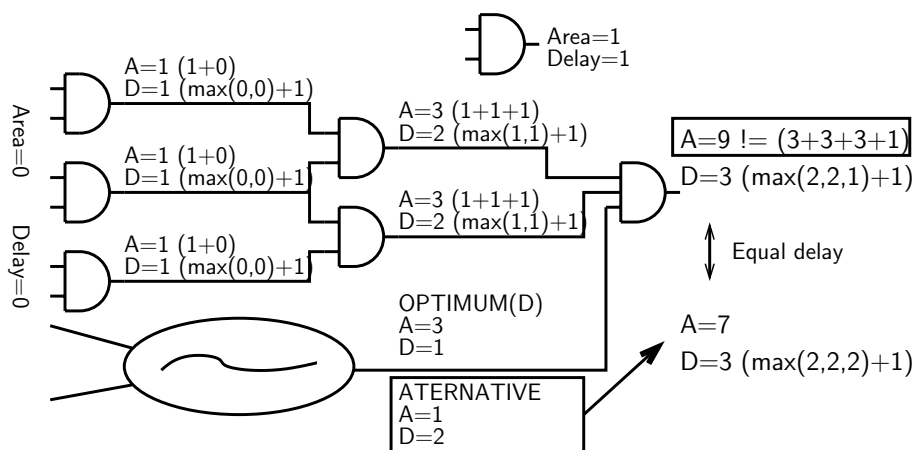 Area=1
Delay=1
A=1 (1+0)
D=1 (max(0,0)+1)
A=3 (1+1+1)
D=2 (max(1,1)+1)
A=9 != (3+3+3+1)
D=3 (max(2,2,1)+1)
Area=0
A=1 (1+0)
D=1 (max(0,0)+1)
A=3 (1+1+1)
D=2 (max(1,1)+1)
Delay=0
A=1 (1+0)
D=1 (max(0,0)+1)
Equal delay
OPTIMUM(D)
A=3
D=1
A=7
D=3 (max(2,2,2)+1)
ATERNATIVE
A=1
D=2